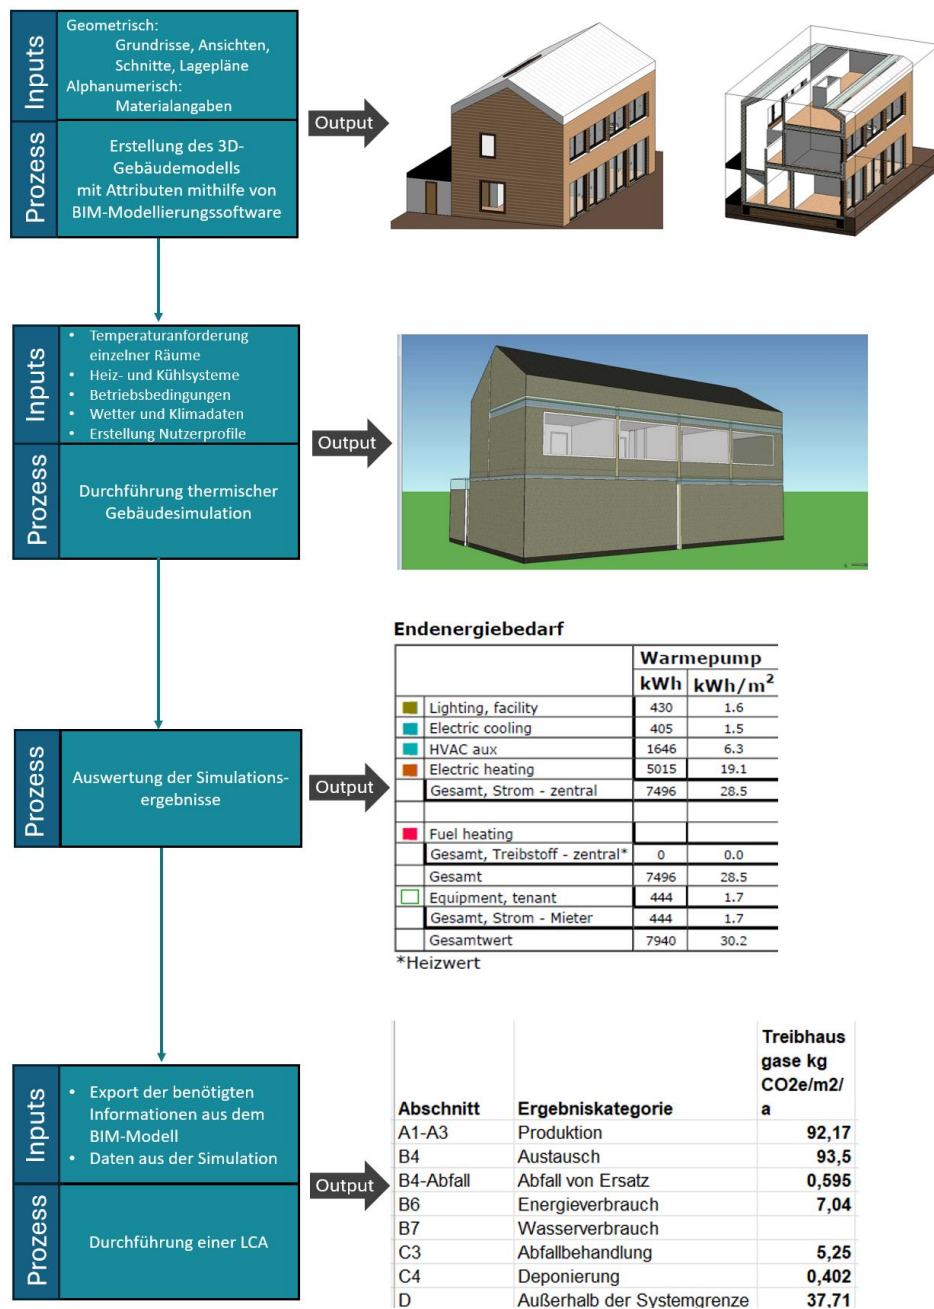 Inputs
Geometrisch:
Grundrisse, Ansichten,
Schnitte, Lagepläne
Alphanumerisch:
Materialangaben
Prozess
Erstellung des 3D-
Gebäudemodells
mit Attributen mithilfe von
BIM-Modellierungssoftware
Output
Inputs
• Temperaturanforderung
einzelner Räume
• Heiz- und Kühlsysteme
• Betriebsbedingungen
• Wetter und Klimadaten
• Erstellung Nutzerprofile
Prozess
Durchführung thermischer
Gebäudesimulation
Output
Prozess
Auswertung der Simulations-
ergebnisse
Output
Endenergiebedarf
Warmepump
kWh kWh/m²
Lighting, facility 430 1.6
Electric cooling 405 1.5
HVAC aux 1646 6.3
Electric heating 5015 19.1
Gesamt, Strom - zentral 7496 28.5
Fuel heating
Gesamt, Treibstoff - zentral* 0 0.0
Gesamt 7496 28.5
Equipment, tenant 444 1.7
Gesamt, Strom - Mieter 444 1.7
Gesamtwert 7940 30.2
*Heizwert
Inputs
• Export der benötigten
Informationen aus dem
BIM-Modell
• Daten aus der Simulation
Prozess
Durchführung einer LCA
Output
Treibhaus
gase kg
CO2e/m2/
Abschnitt Ergebniskategorie a
A1-A3 Produktion 92,17
B4 Austausch 93,5
B4-Abfall Abfall von Ersatz 0,595
B6 Energieverbrauch 7,04
B7 Wasserverbrauch
C3 Abfallbehandlung 5,25
C4 Deponierung 0,402
D Außerhalb der Systemgrenze 37,71